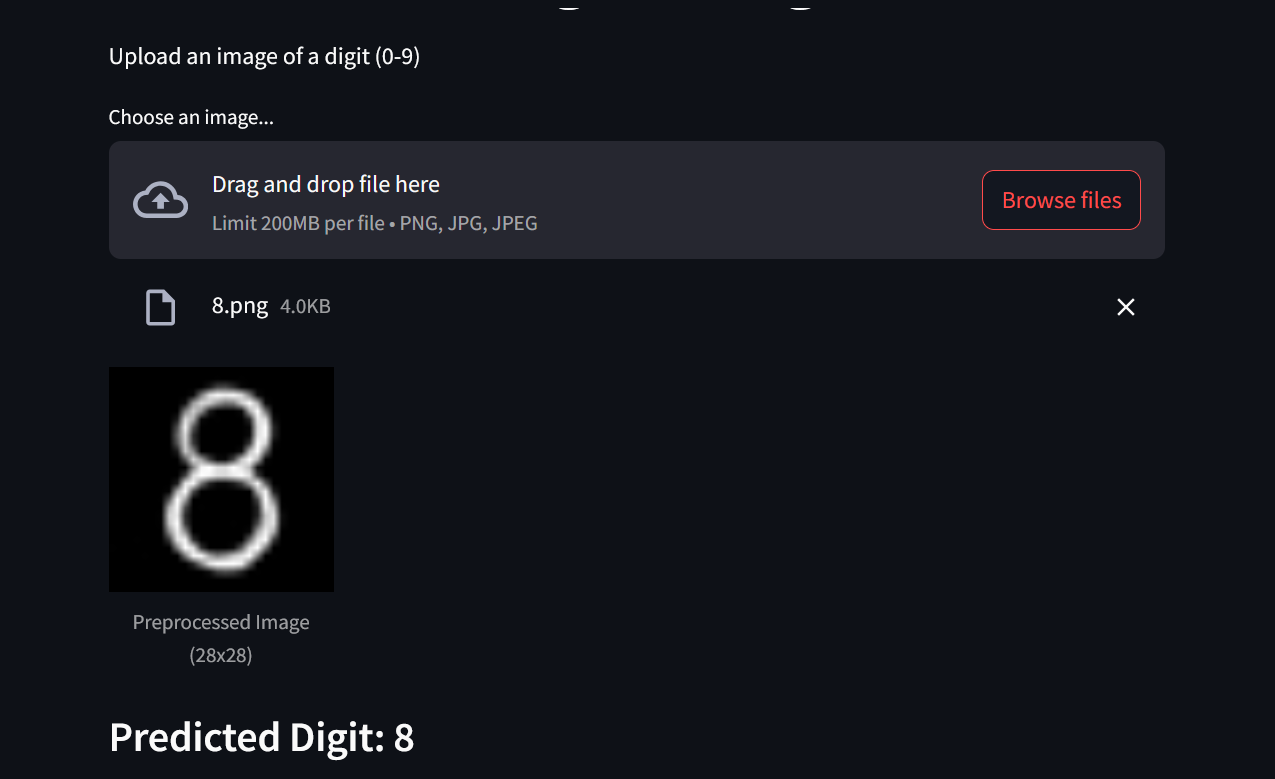 Upload an image of a digit (0-9)
Choose an image...
Drag and drop file here
Limit 200MB per file • PNG, JPG, JPEG
Browse files
8.png 4.0KB
8
Preprocessed Image
(28x28)
Predicted Digit: 8